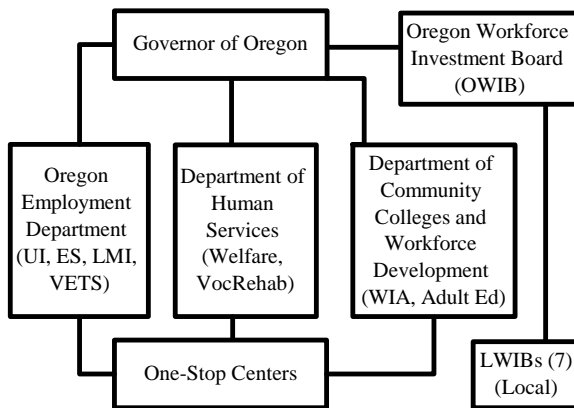 Governor of Oregon
Oregon Workforce
Investment Board
(OWIB)
Oregon
Employment
Department
(UI, ES, LMI,
VETS)
Department of
Human
Services
(Welfare,
VocRehab)
Department of
Community
Colleges and
Workforce
Development
(WIA, Adult Ed)
One-Stop Centers
LWIBs (7)
(Local)